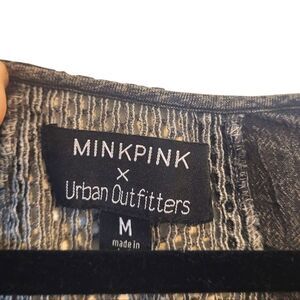 MINKPINK
×
Urban Outfitters
M
made in